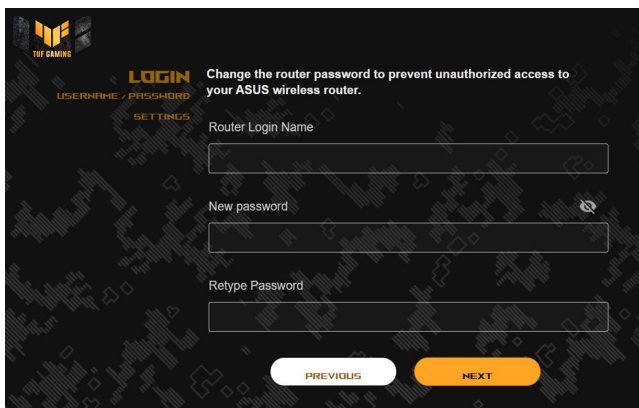 TUF GAMING
LOGIN
USERNAME / PASSWORD
SETTINGS
Change the router password to prevent unauthorized access to
your ASUS wireless router.
Router Login Name
New password
Retype Password
PREVIOUS
NEXT